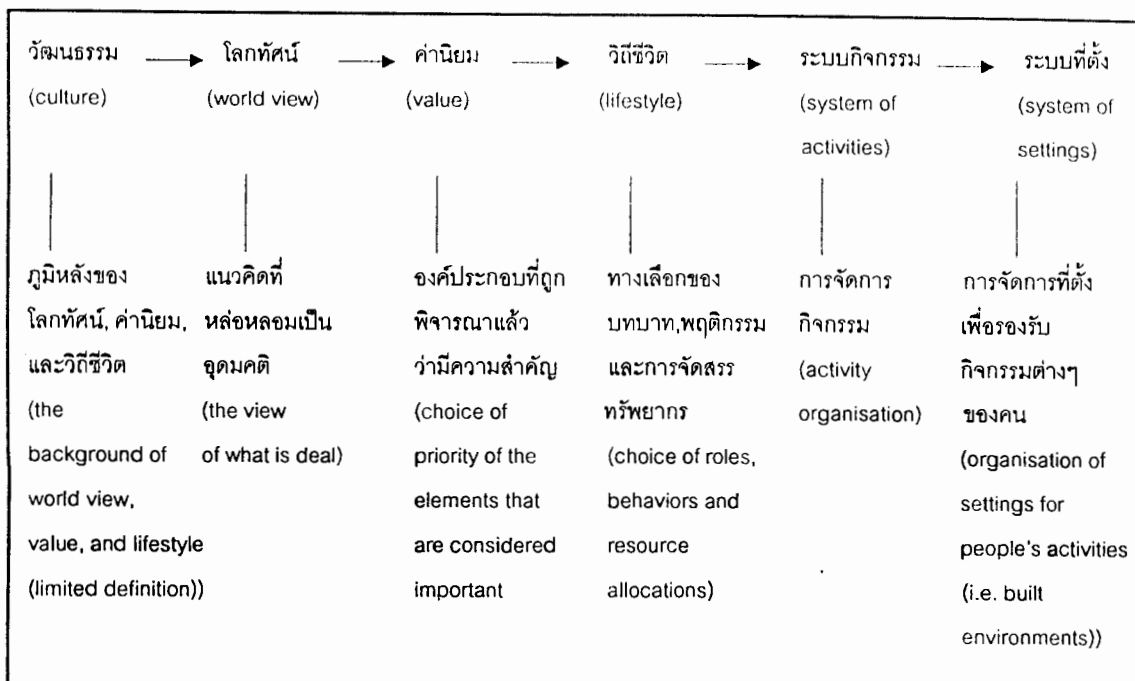 วัฒนธรรม โลกทัศน์ ค่านิยม วิถีชีวิต ระบบกิจกรรม ระบบที่ตั้ง
(culture) (world view) (value) (lifestyle) (system of (system of
activities) settings)
ภูมิหลังของ
โลกทัศน์, ค่านิยม,
และวิถีชีวิต
(the
background of
world view,
value, and lifestyle
(limited definition))
แนวคิดที่
หล่อหลอมเป็น
อุดมคติ
(the view
of what is deal)
องค์ประกอบที่ถูก
พิจารณาแล้ว
ว่ามีความสำคัญ
(choice of
priority of the
elements that
are considered
important
ทางเลือกของ
บทบาท,พฤติกรรม
และการจัดสรร
ทรัพยากร
(choice of roles,
behaviors and
resource
allocations)
การจัดการ
กิจกรรม
(activity
organisation)
การจัดการที่ตั้ง
เพื่อรองรับ
กิจกรรมต่างๆ
ของคน
(organisation of
settings for
people's activities
(i.e. built
environments))